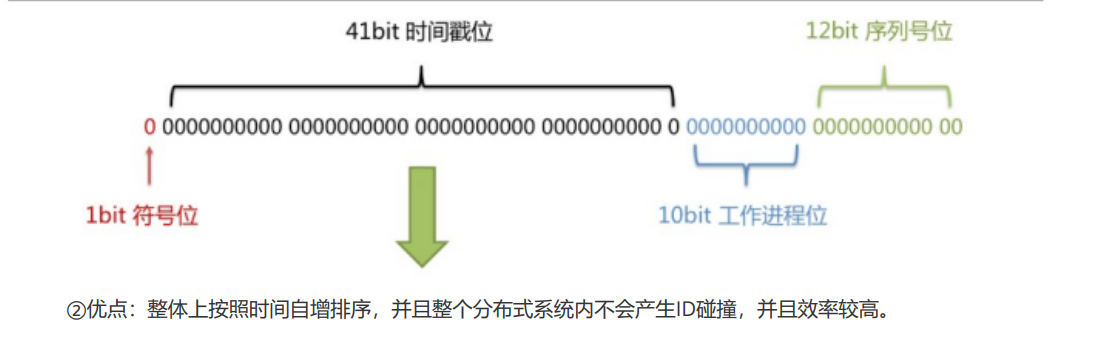 41bit 时间戳位 12bit 序列号位
0 0000000000 0000000000 0000000000 0000000000 0 0000000000 0000000000 00
1bit 符号位 10bit 工作进程位
②优点：整体上按照时间自增排序，并且整个分布式系统内不会产生ID碰撞，并且效率较高。